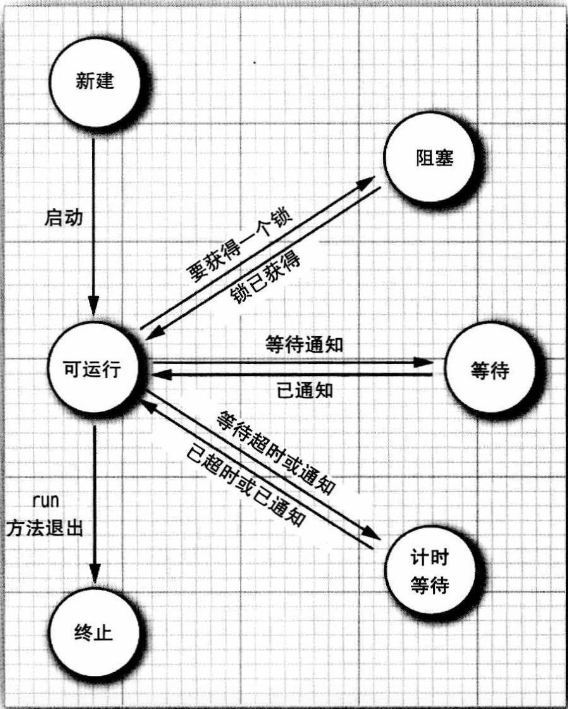 新建
阻塞
启动
要获得一个锁
锁已获得
可运行
等待通知
已通知
等待
等待超时或通知
已超时或已通知
run
方法退出
计时
等待
终止